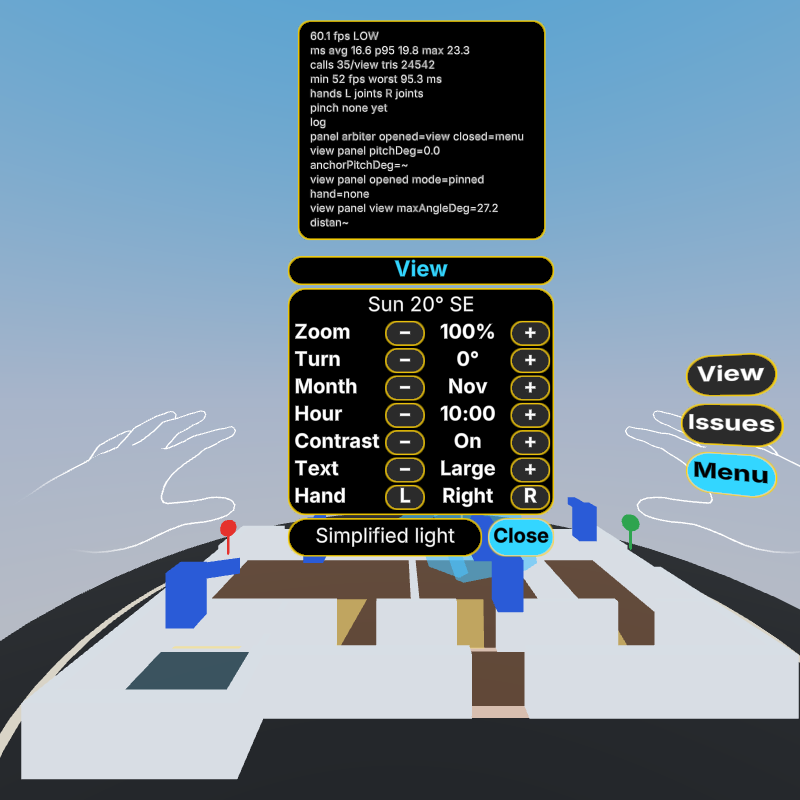 60.1 fps LOW
ms avg 16.6 p95 19.8 max 23.3
calls 35/view tris 24542
min 52 fps worst 95.3 ms
hands L joints R joints
pinch none yet
log
panel arbiter opened=view closed=menu
view panel pitchDeg=0.0
anchorPitchDeg=~
view panel opened mode=pinned
hand=none
view panel view maxAngleDeg=27.2
distan~
View
Sun 20° SE
Zoom − 100% +
Turn − 0° +
Month − Nov +
Hour − 10:00 +
Contrast − On +
Text − Large +
Hand L Right R
Simplified light Close
View
Issues
Menu